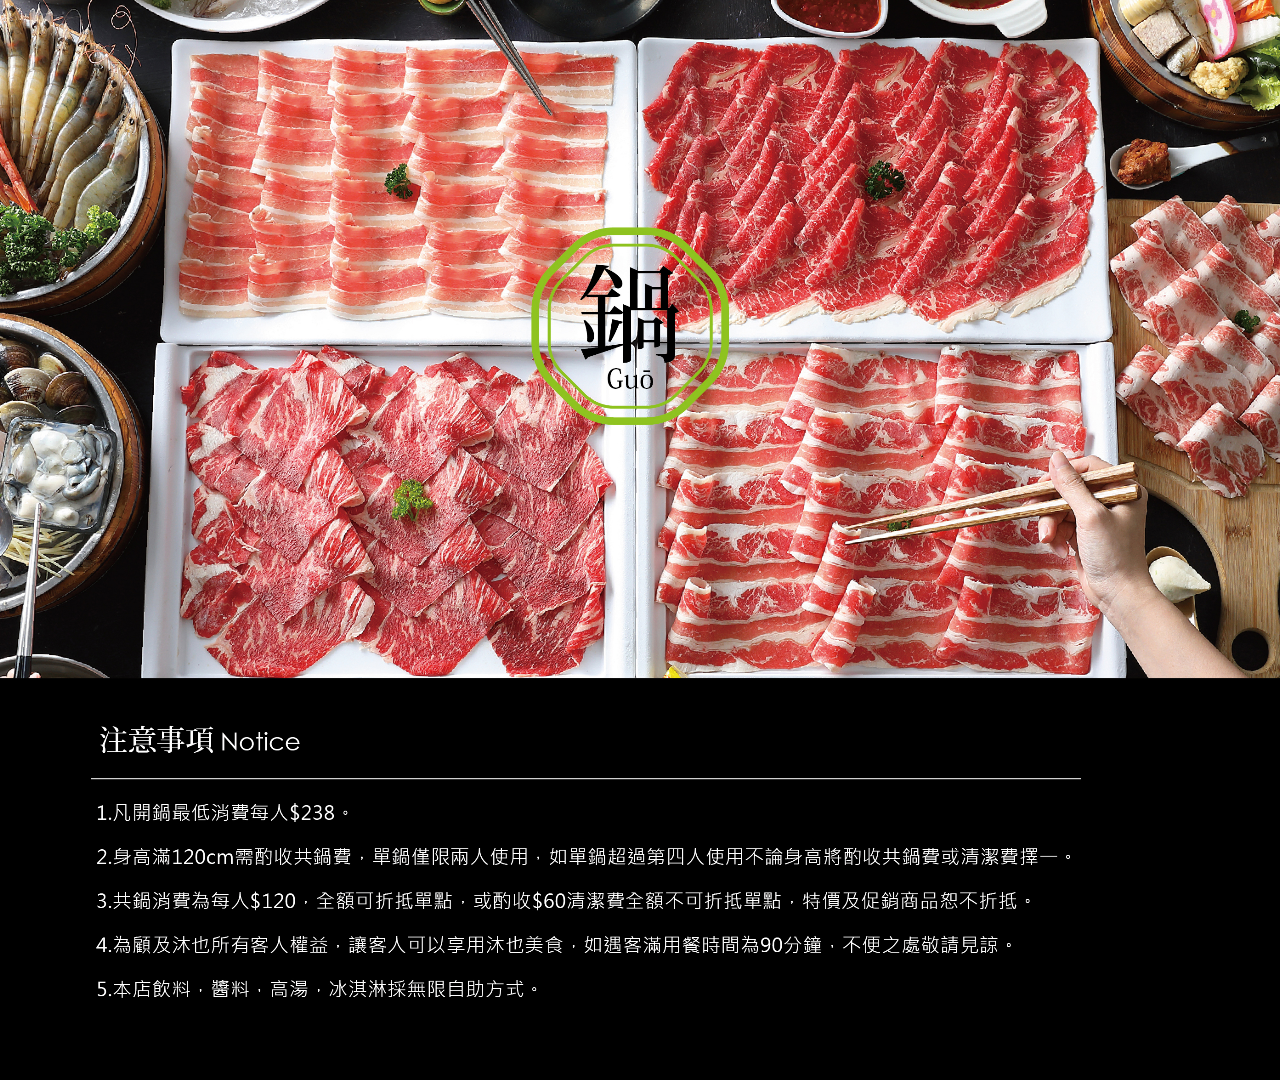 鍋
Guō
注意事項 Notice
1.凡開鍋最低消費每人$238。
2.身高滿120cm需酌收共鍋費，單鍋僅限兩人使用，如單鍋超過第四人使用不論身高將酌收共鍋費或清潔費擇一。
3.共鍋消費為每人$120，全額可折抵單點，或酌收$60清潔費全額不可折抵單點，特價及促銷商品恕不折抵。
4.為顧及沐也所有客人權益，讓客人可以享用沐也美食，如遇客滿用餐時間為90分鐘，不便之處敬請見諒。
5.本店飲料，醬料，高湯，冰淇淋採無限自助方式。